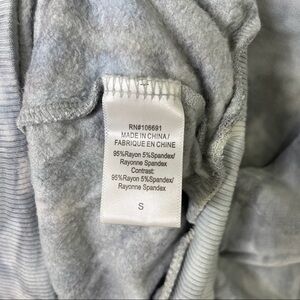 RN#106691
MADE IN CHINA/
FABRIQUE EN CHINE
95%Rayon 5%Spandex/
Rayonne Spandex
Contrast:
95%Rayon 5%Spandex/
Rayonne Spandex
S